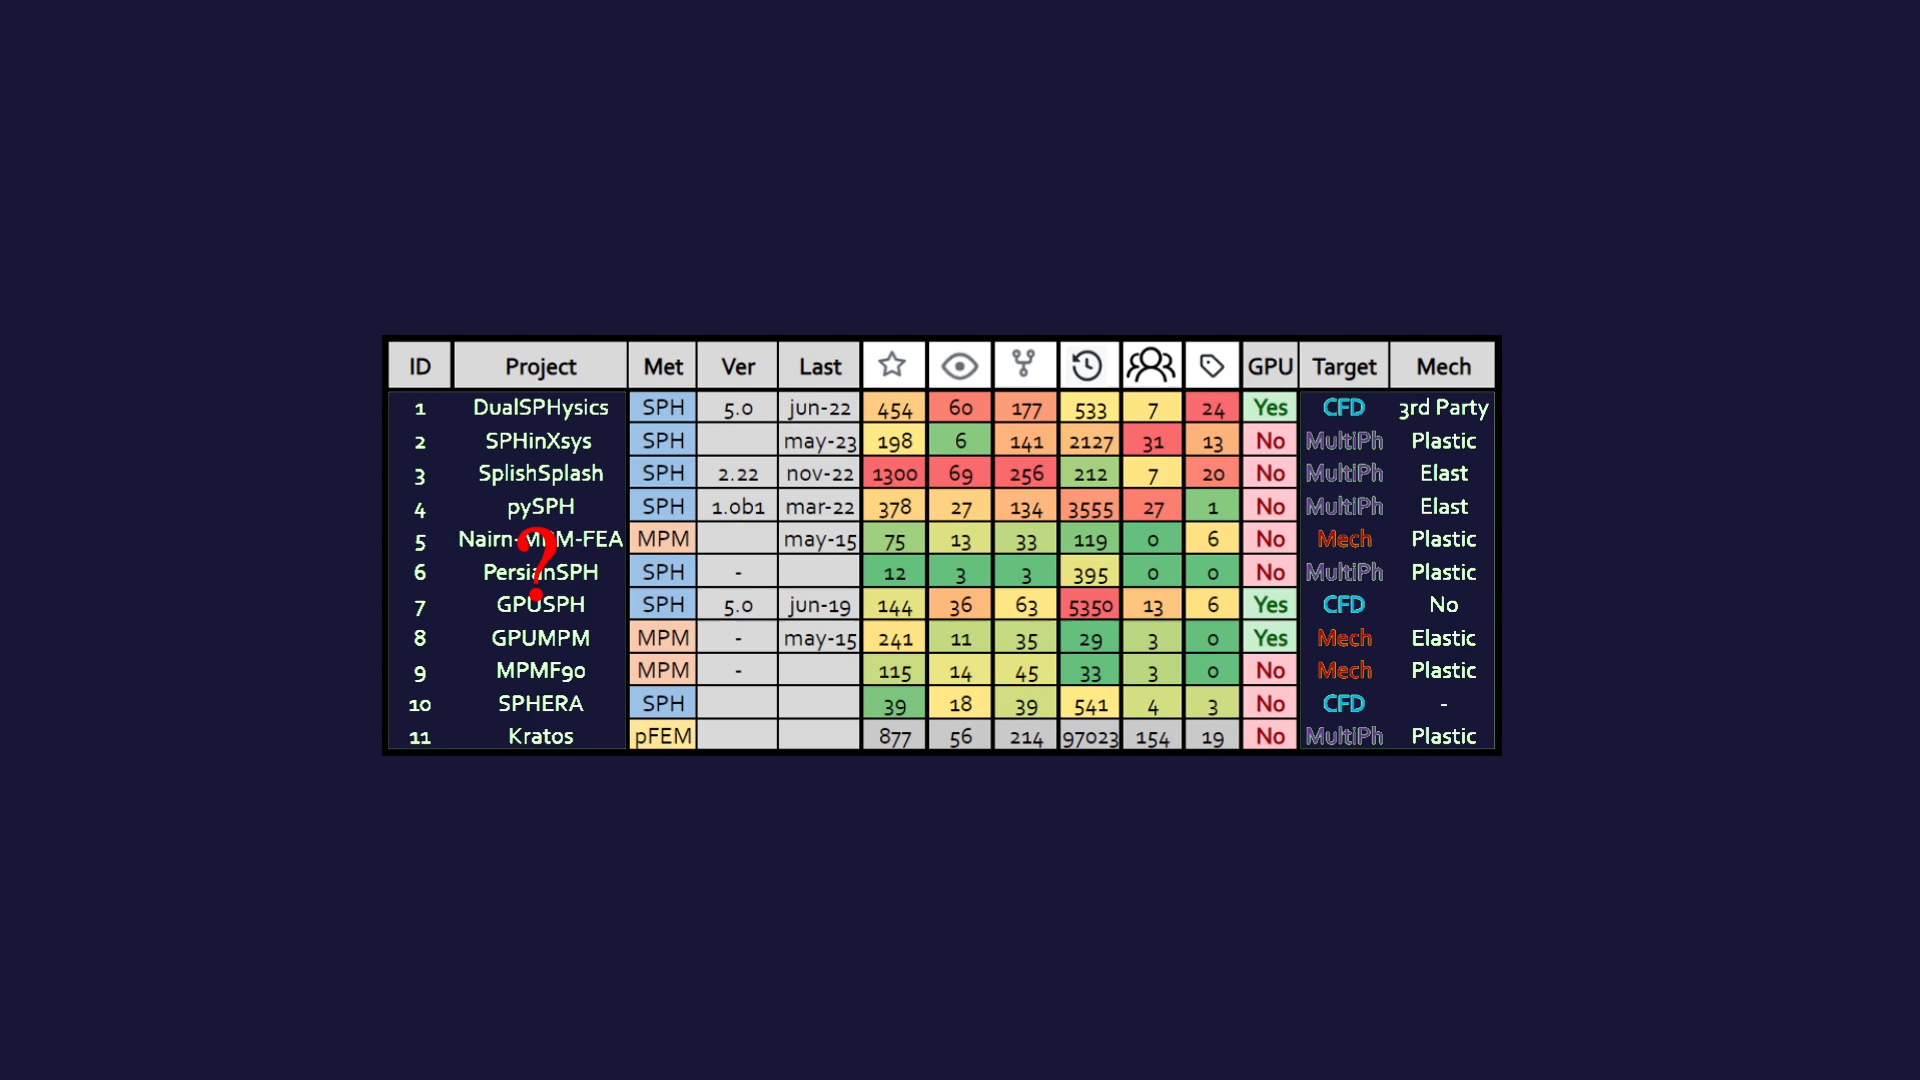 ID Project Met Ver Last GPU Target Mech
1 DualSPHysics SPH 5.0 jun-22 454 60 177 533 7 24 Yes CFD 3rd Party
2 SPHinXsys SPH may-23 198 6 141 2127 31 13 No MultiPh Plastic
3 SplishSplash SPH 2.22 nov-22 1300 69 256 212 7 20 No MultiPh Elast
4 pySPH SPH 1.0b1 mar-22 378 27 134 3555 27 1 No MultiPh Elast
5 Nairn-MPM-FEA MPM may-15 75 13 33 119 0 6 No Mech Plastic
?
6 PersianSPH SPH - 12 3 3 395 0 0 No MultiPh Plastic
7 GPUSPH SPH 5.0 jun-19 144 36 63 5350 13 6 Yes CFD No
8 GPUMPM MPM - may-15 241 11 35 29 3 0 Yes Mech Elastic
9 MPMF90 MPM - 115 14 45 33 3 0 No Mech Plastic
10 SPHERA SPH 39 18 39 541 4 3 No CFD -
11 Kratos pFEM 877 56 214 97023 154 19 No MultiPh Plastic